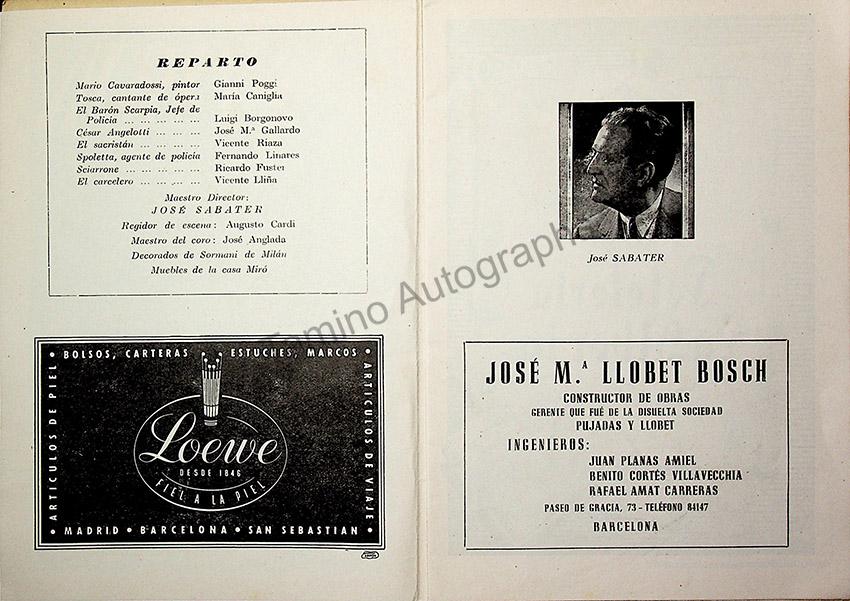 REPARTO
Mario Cavaradossi, pintor Gianni Poggi
Tosca, cantante de ópera María Caniglia
El Barón Scarpia, Jefe de
Policía ... ... ... ... ... Luigi Borgonovo
César Angelotti ... ... ... José M.ª Gallardo
El sacristán ... ... ... ... Vicente Riaza
Spoletta, agente de policía Fernando Linares
Sciarrone ... ... ... ... Ricardo Fuster
El carcelero ... ... ... ... Vicente Lliña
Maestro Director:
JOSÉ SABATER
Regidor de escena: Augusto Cardi
Maestro del coro: José Anglada
Decorados de Sormani de Milán
Muebles de la casa Miró
• BOLSOS, CARTERAS ESTUCHES, MARCOS •
ARTICULOS DE PIEL
ARTICULOS DE VIAJE
Loewe
DESDE 1846
FIEL A LA PIEL
• MADRID • BARCELONA • SAN SEBASTIAN •
José SABATER
JOSÉ M.ª LLOBET BOSCH
CONSTRUCTOR DE OBRAS
GERENTE QUE FUÉ DE LA DISUELTA SOCIEDAD
PUJADAS Y LLOBET
INGENIEROS:
JUAN PLANAS AMIEL
BENITO CORTÉS VILLAVECCHIA
RAFAEL AMAT CARRERAS
PASEO DE GRACIA, 73 - TELÉFONO 84147
BARCELONA
Tamino Autographs